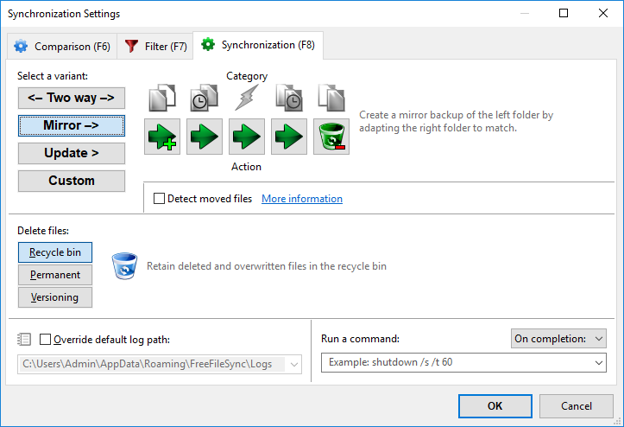 Synchronization Settings
Comparison (F6)
Filter (F7)
Synchronization (F8)
Select a variant:
Category
<– Two way –>
Mirror –>
Update >
Custom
Create a mirror backup of the left folder by
adapting the right folder to match.
Action
Detect moved files
More information
Delete files:
Recycle bin
Permanent
Versioning
Retain deleted and overwritten files in the recycle bin
Override default log path:
C:\Users\Admin\AppData\Roaming\FreeFileSync\Logs
Run a command:
On completion:
Example: shutdown /s /t 60
OK
Cancel